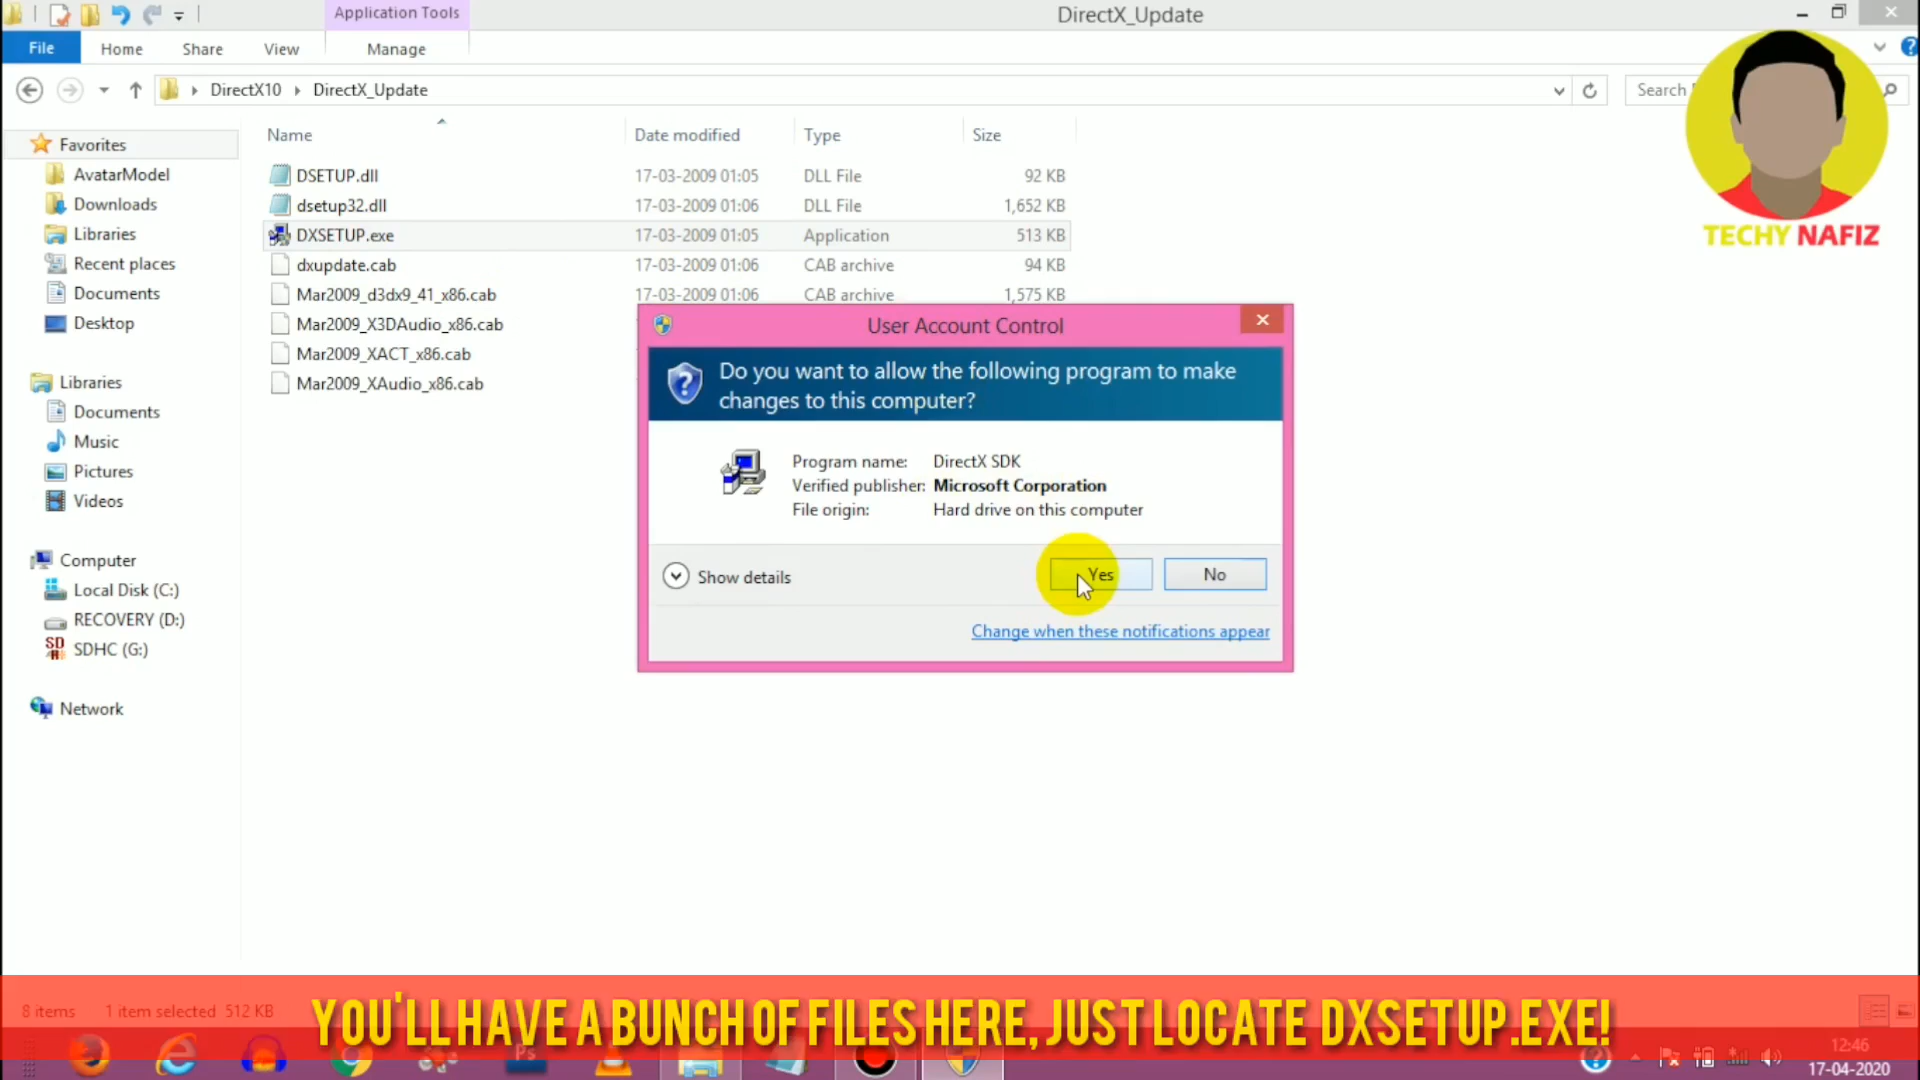 Application Tools
DirectX_Update
File Home Share View Manage
DirectX10 DirectX_Update
Search
TECHY NAFIZ
Name Date modified Type Size
Favorites
AvatarModel
Downloads
Libraries
Recent places
Documents
Desktop
Libraries
Documents
Music
Pictures
Videos
Computer
Local Disk (C:)
RECOVERY (D:)
SDHC (G:)
Network
DSETUP.dll 17-03-2009 01:05 DLL File 92 KB
dsetup32.dll 17-03-2009 01:06 DLL File 1,652 KB
DXSETUP.exe 17-03-2009 01:05 Application 513 KB
dxupdate.cab 17-03-2009 01:06 CAB archive 94 KB
Mar2009_d3dx9_41_x86.cab 17-03-2009 01:06 CAB archive 1,575 KB
Mar2009_X3DAudio_x86.cab
Mar2009_XACT_x86.cab
Mar2009_XAudio_x86.cab
User Account Control
Do you want to allow the following program to make
changes to this computer?
Program name: DirectX SDK
Verified publisher: Microsoft Corporation
File origin: Hard drive on this computer
Show details
Yes No
Change when these notifications appear
8 items 1 item selected 512 KB
YOU'LL HAVE A BUNCH OF FILES HERE, JUST LOCATE DXSETUP.EXE!
Ps
12:46
17-04-2020